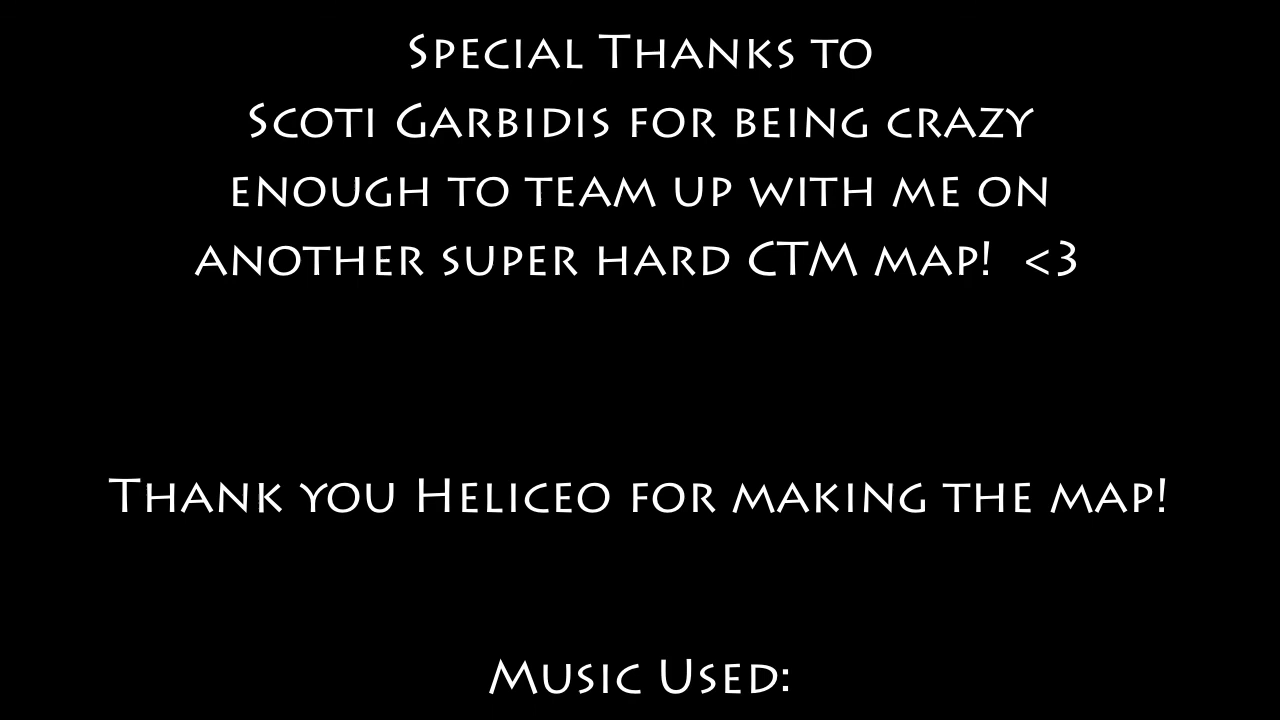 Special Thanks to
Scoti Garbidis for being crazy
enough to team up with me on
another super hard CTM map!  <3
Thank you Heliceo for making the map!
Music Used: